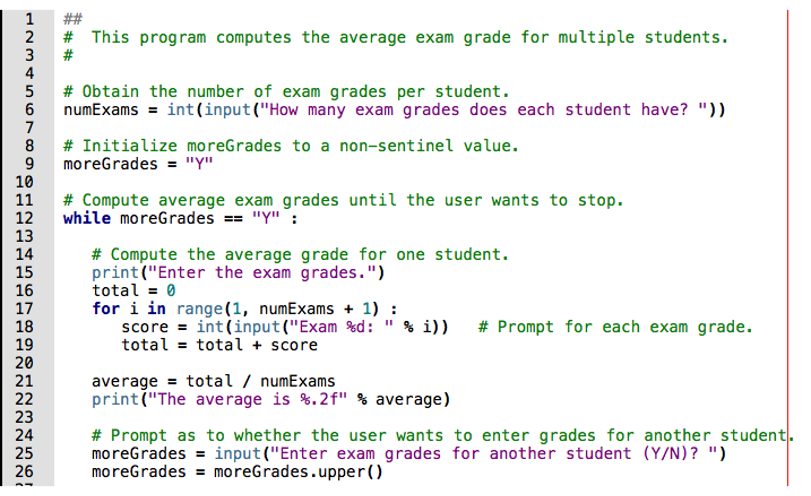 1 ##
2 #  This program computes the average exam grade for multiple students.
3 #
4
5 # Obtain the number of exam grades per student.
6 numExams = int(input("How many exam grades does each student have? "))
7
8 # Initialize moreGrades to a non-sentinel value.
9 moreGrades = "Y"
10
11 # Compute average exam grades until the user wants to stop.
12 while moreGrades == "Y" :
13
14    # Compute the average grade for one student.
15    print("Enter the exam grades.")
16    total = 0
17    for i in range(1, numExams + 1) :
18       score = int(input("Exam %d: " % i))   # Prompt for each exam grade.
19       total = total + score
20
21    average = total / numExams
22    print("The average is %.2f" % average)
23
24    # Prompt as to whether the user wants to enter grades for another student.
25    moreGrades = input("Enter exam grades for another student (Y/N)? ")
26    moreGrades = moreGrades.upper()